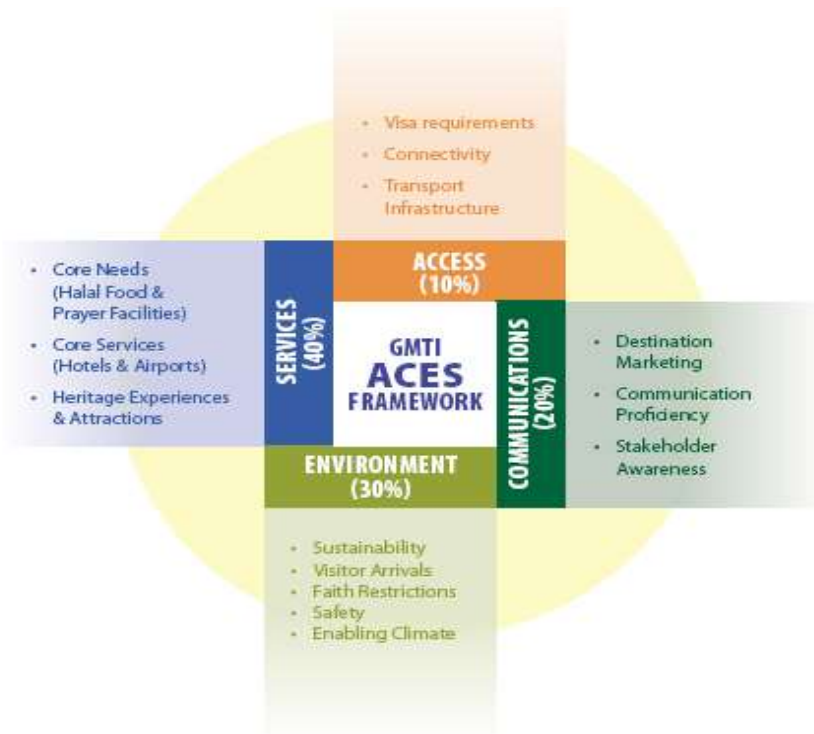 • Visa requirements
• Connectivity
• Transport
Infrastructure
ACCESS
(10%)
• Core Needs
(Halal Food &
Prayer Facilities)
• Core Services
(Hotels & Airports)
• Heritage Experiences
& Attractions
SERVICES
(40%)
GMTI
ACES
FRAMEWORK
COMMUNICATIONS
(20%)
• Destination
Marketing
• Communication
Proficiency
• Stakeholder
Awareness
ENVIRONMENT
(30%)
• Sustainability
• Visitor Arrivals
• Faith Restrictions
• Safety
• Enabling Climate